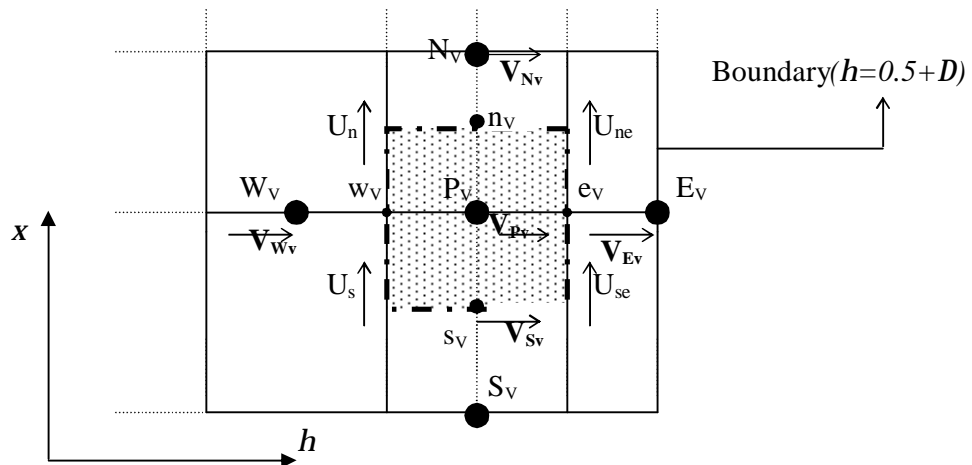 N_V
V_Nv
Boundary(h=0.5+D)
U_n
n_V
U_ne
W_V
w_V
P_V
e_V
E_V
x
V_Wv
V_Pv
V_Ev
U_s
U_se
s_V
V_Sv
S_V
h